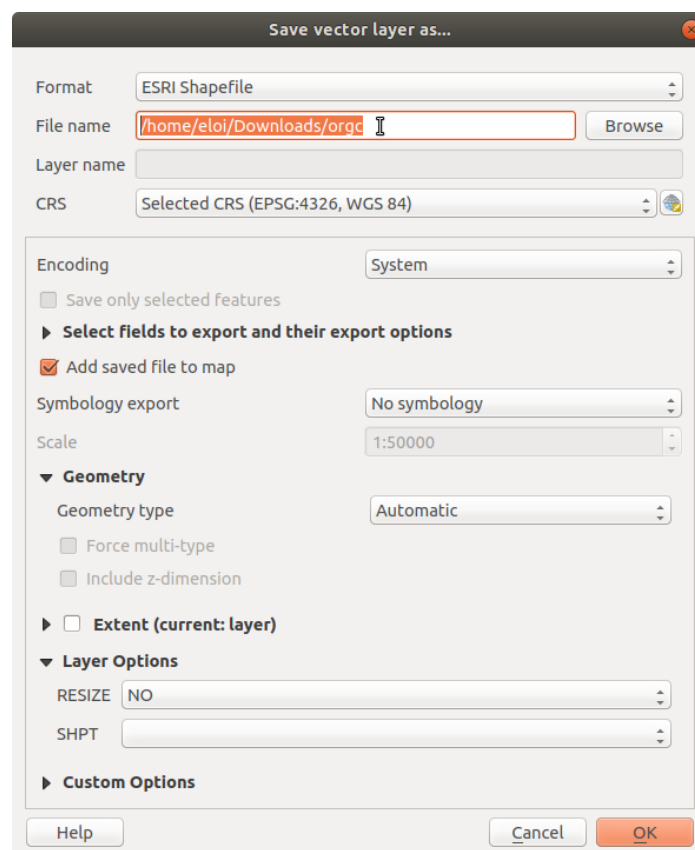 Save vector layer as...
Format ESRI Shapefile
File name /home/eloi/Downloads/orgc Browse
Layer name
CRS Selected CRS (EPSG:4326, WGS 84)
Encoding System
Save only selected features
Select fields to export and their export options
Add saved file to map
Symbology export No symbology
Scale 1:50000
Geometry
Geometry type Automatic
Force multi-type
Include z-dimension
Extent (current: layer)
Layer Options
RESIZE NO
SHPT
Custom Options
Help Cancel OK